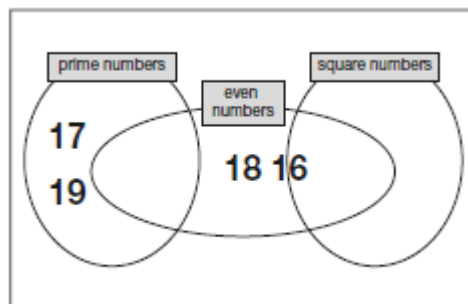 prime numbers
square numbers
even
numbers
17
18 16
19